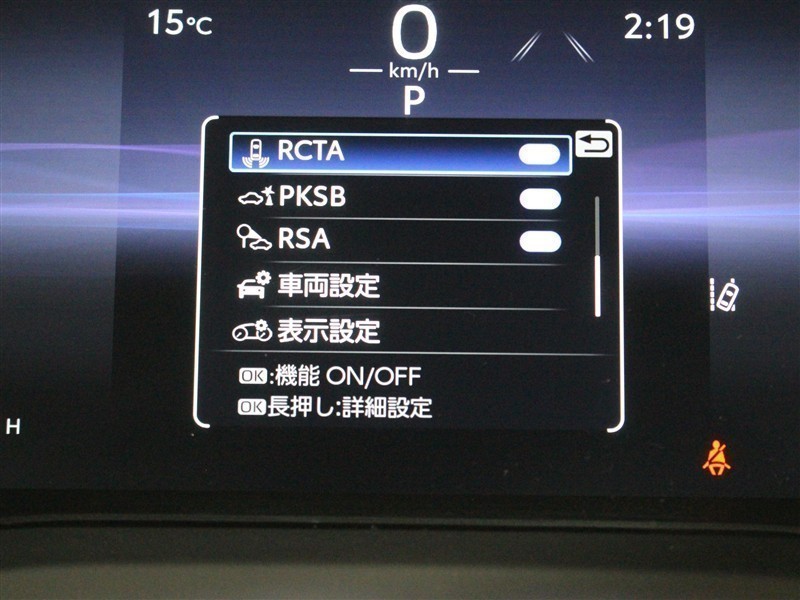 15°C
0
2:19
km/h
P
RCTA
PKSB
RSA
車両設定
表示設定
OK:機能 ON/OFF
OK長押し:詳細設定
H